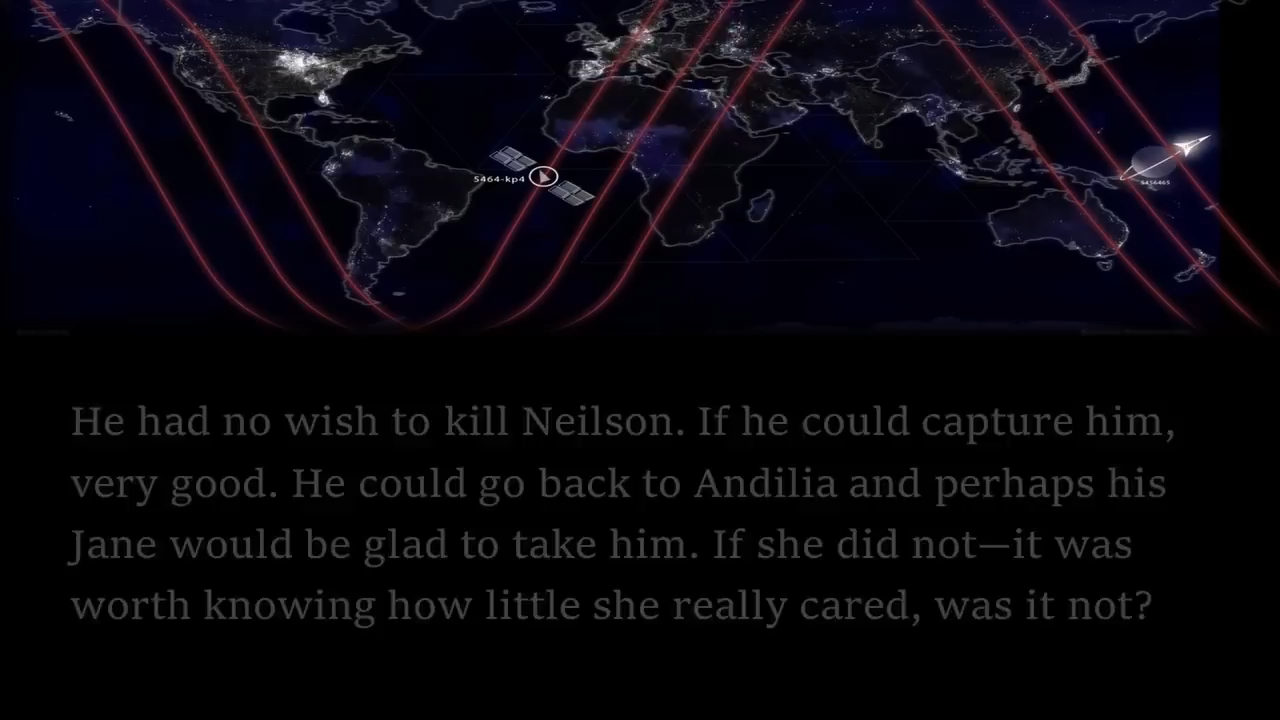 5464-kp4
5456465
He had no wish to kill Neilson. If he could capture him,
very good. He could go back to Andilia and perhaps his
Jane would be glad to take him. If she did not—it was
worth knowing how little she really cared, was it not?